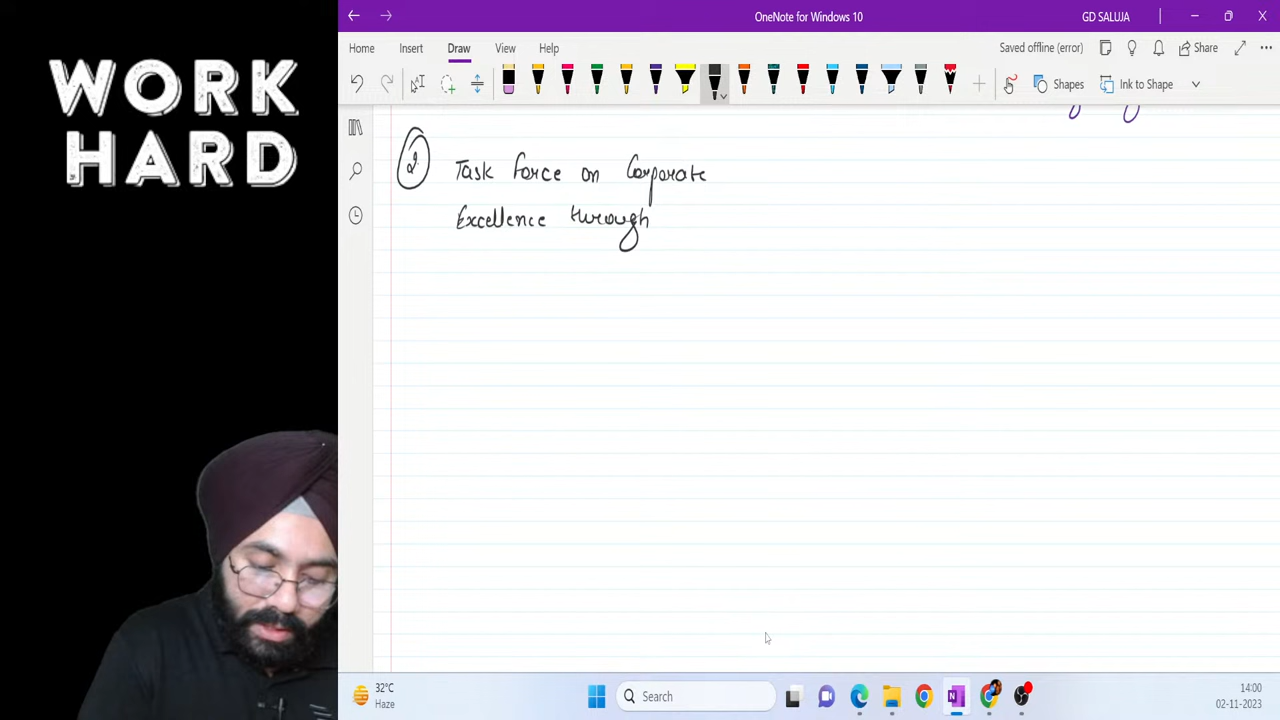 WORK
HARD
OneNote for Windows 10
GD SALUJA
Home Insert Draw View Help
Saved offline (error)
Share
Shapes
Ink to Shape
2
Task Force on Corporate
Excellence through
32°C
Haze
Search
14:00
02-11-2023